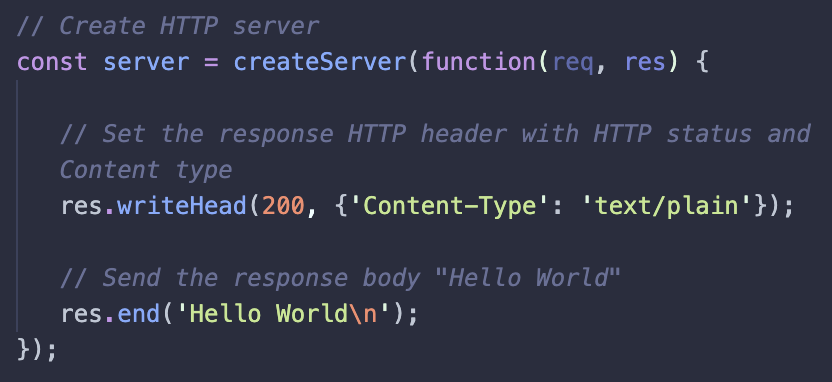 // Create HTTP server
const server = createServer(function(req, res) {
// Set the response HTTP header with HTTP status and
Content type
res.writeHead(200, {'Content-Type': 'text/plain'});
// Send the response body "Hello World"
res.end('Hello World\n');
});